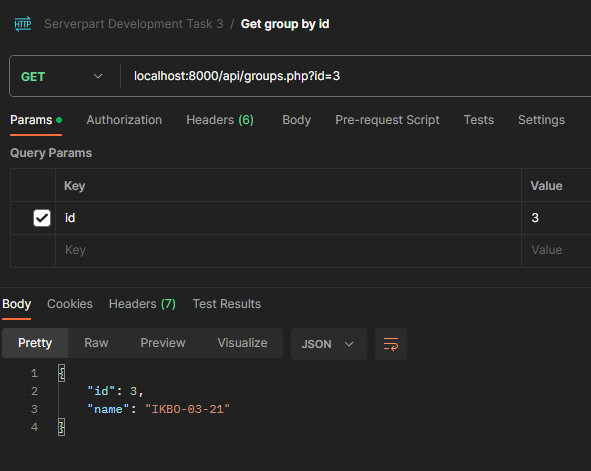 HTTP Serverpart Development Task 3 / Get group by id
GET localhost:8000/api/groups.php?id=3
Params Authorization Headers (6) Body Pre-request Script Tests Settings
Query Params
Key Value
id 3
Key Value
Body Cookies Headers (7) Test Results
Pretty Raw Preview Visualize JSON
1 {
2 "id": 3,
3 "name": "IKBO-03-21"
4 }